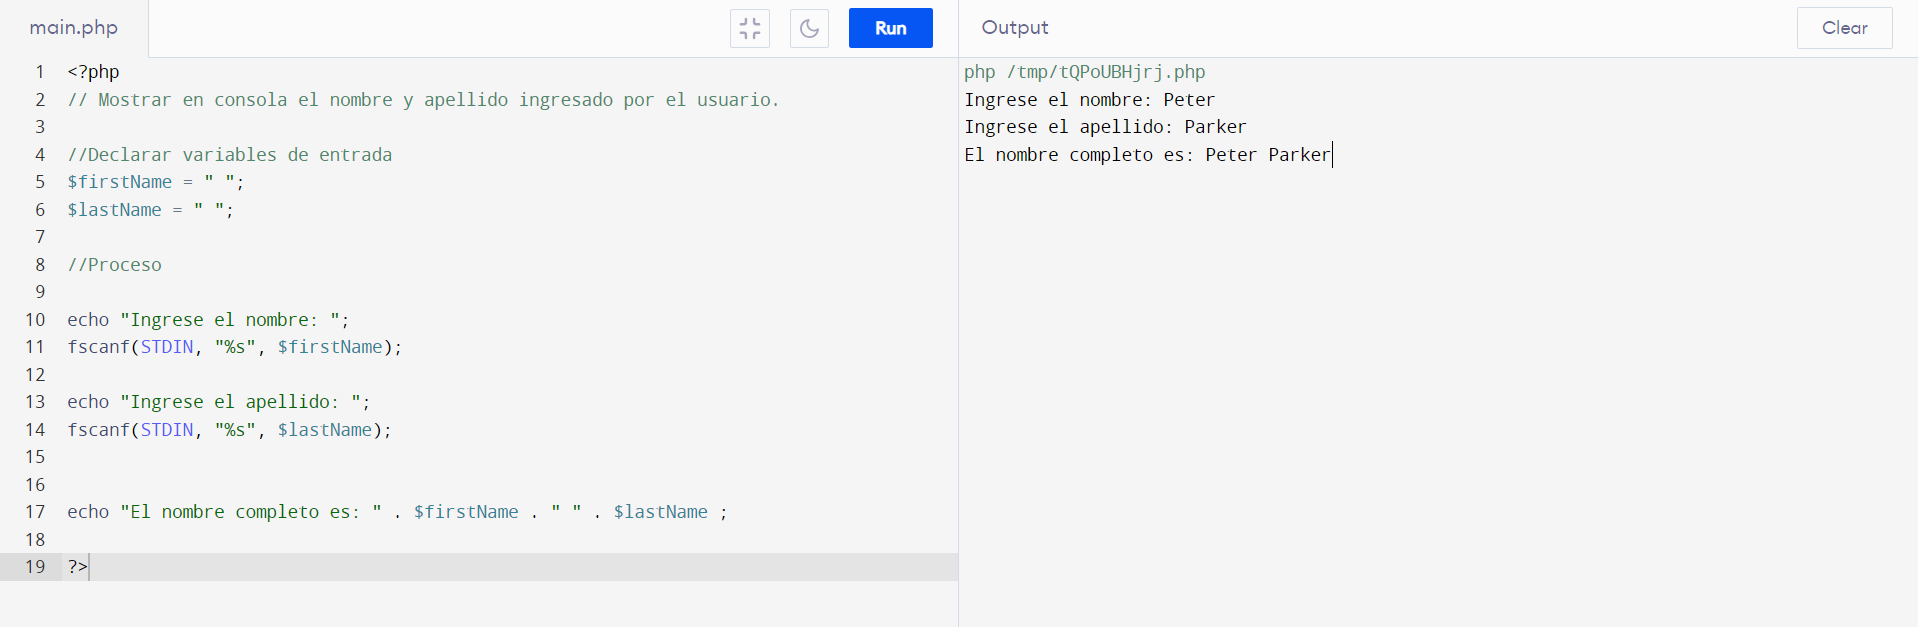 main.php
Run
1 <?php
2 // Mostrar en consola el nombre y apellido ingresado por el usuario.
3
4 //Declarar variables de entrada
5 $firstName = " ";
6 $lastName = " ";
7
8 //Proceso
9
10 echo "Ingrese el nombre: ";
11 fscanf(STDIN, "%s", $firstName);
12
13 echo "Ingrese el apellido: ";
14 fscanf(STDIN, "%s", $lastName);
15
16
17 echo "El nombre completo es: " . $firstName . " " . $lastName ;
18
19 ?>
Output
Clear
php /tmp/tQPoUBHjrj.php
Ingrese el nombre: Peter
Ingrese el apellido: Parker
El nombre completo es: Peter Parker